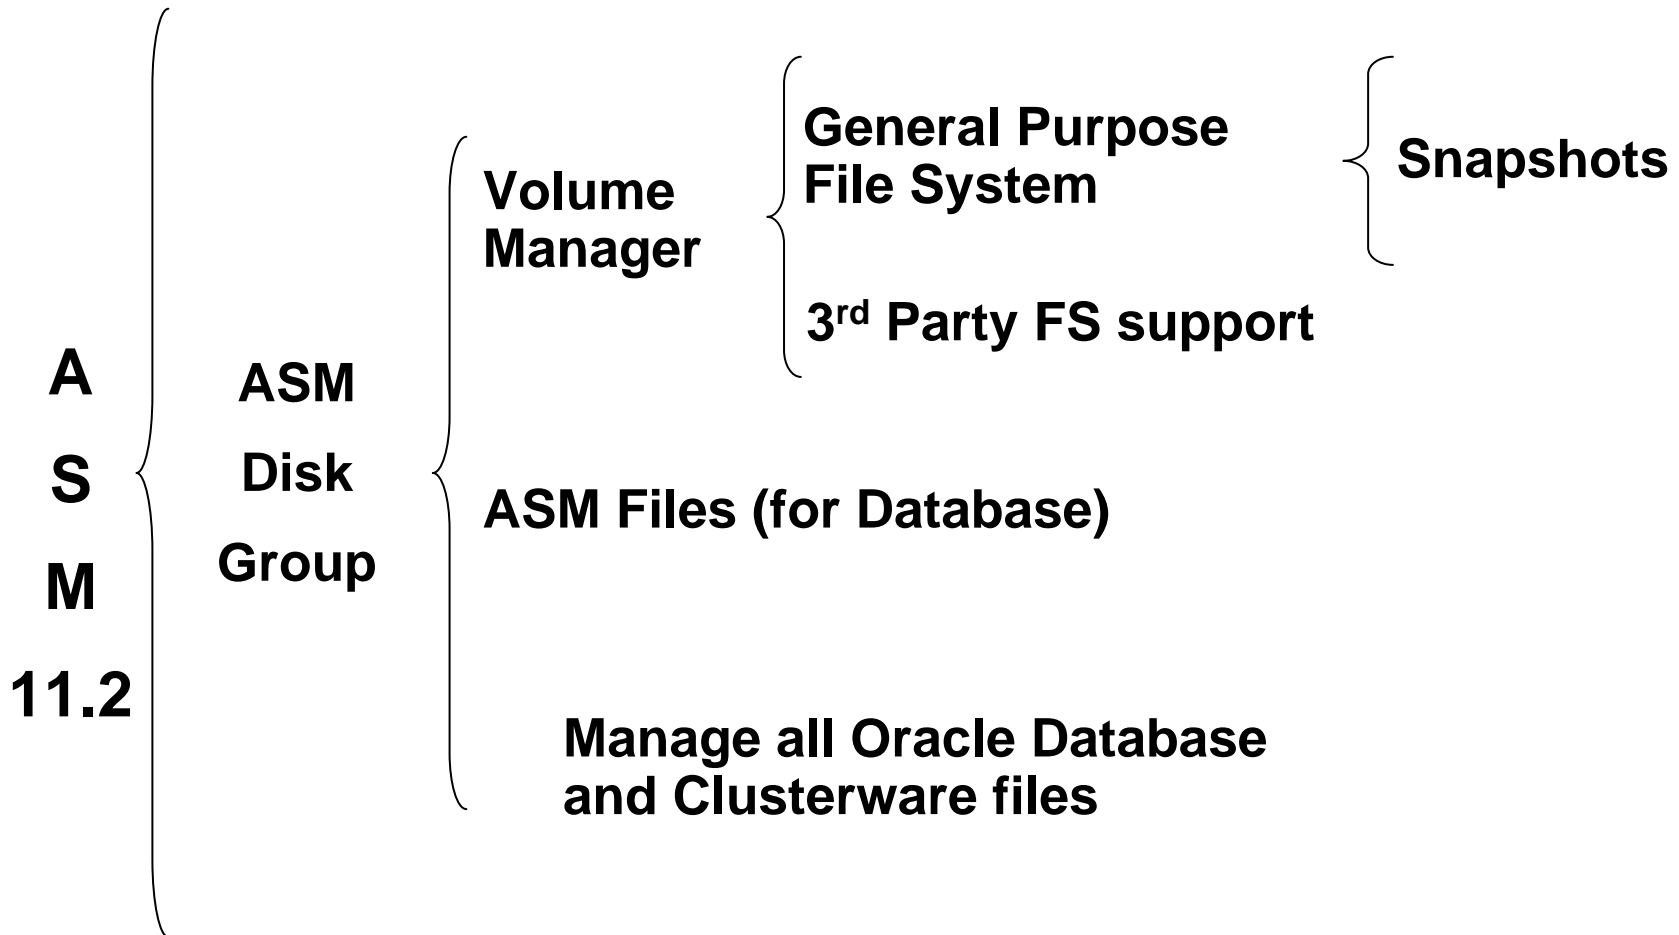 A
S
M
11.2
ASM
Disk
Group
Volume
Manager
General Purpose
File System
Snapshots
3rd Party FS support
ASM Files (for Database)
Manage all Oracle Database
and Clusterware files